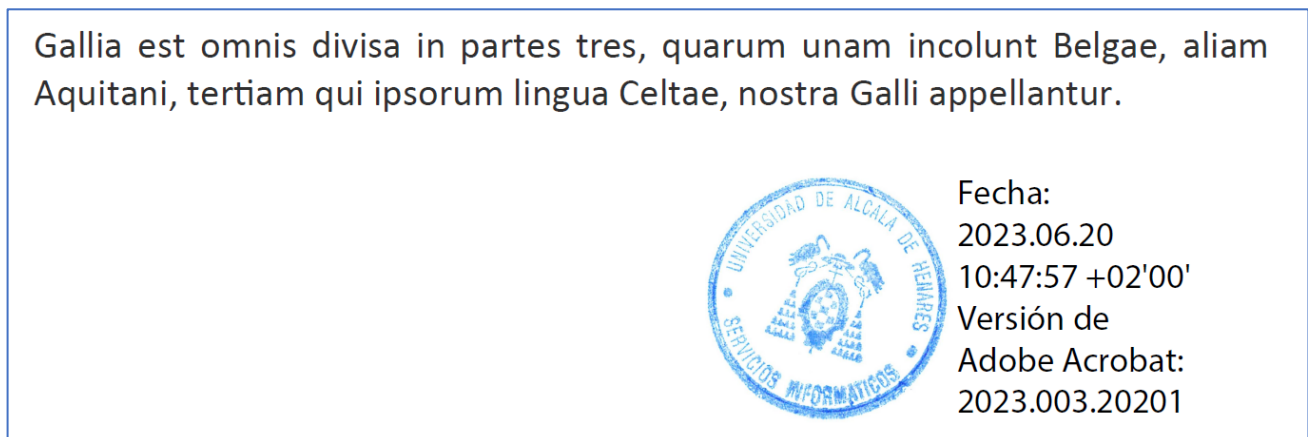 Gallia est omnis divisa in partes tres, quarum unam incolunt Belgae, aliam
Aquitani, tertiam qui ipsorum lingua Celtae, nostra Galli appellantur.
UNIVERSIDAD DE ALCALA DE HENARES
• SERVICIOS INFORMATICOS •
Fecha:
2023.06.20
10:47:57 +02'00'
Versión de
Adobe Acrobat:
2023.003.20201